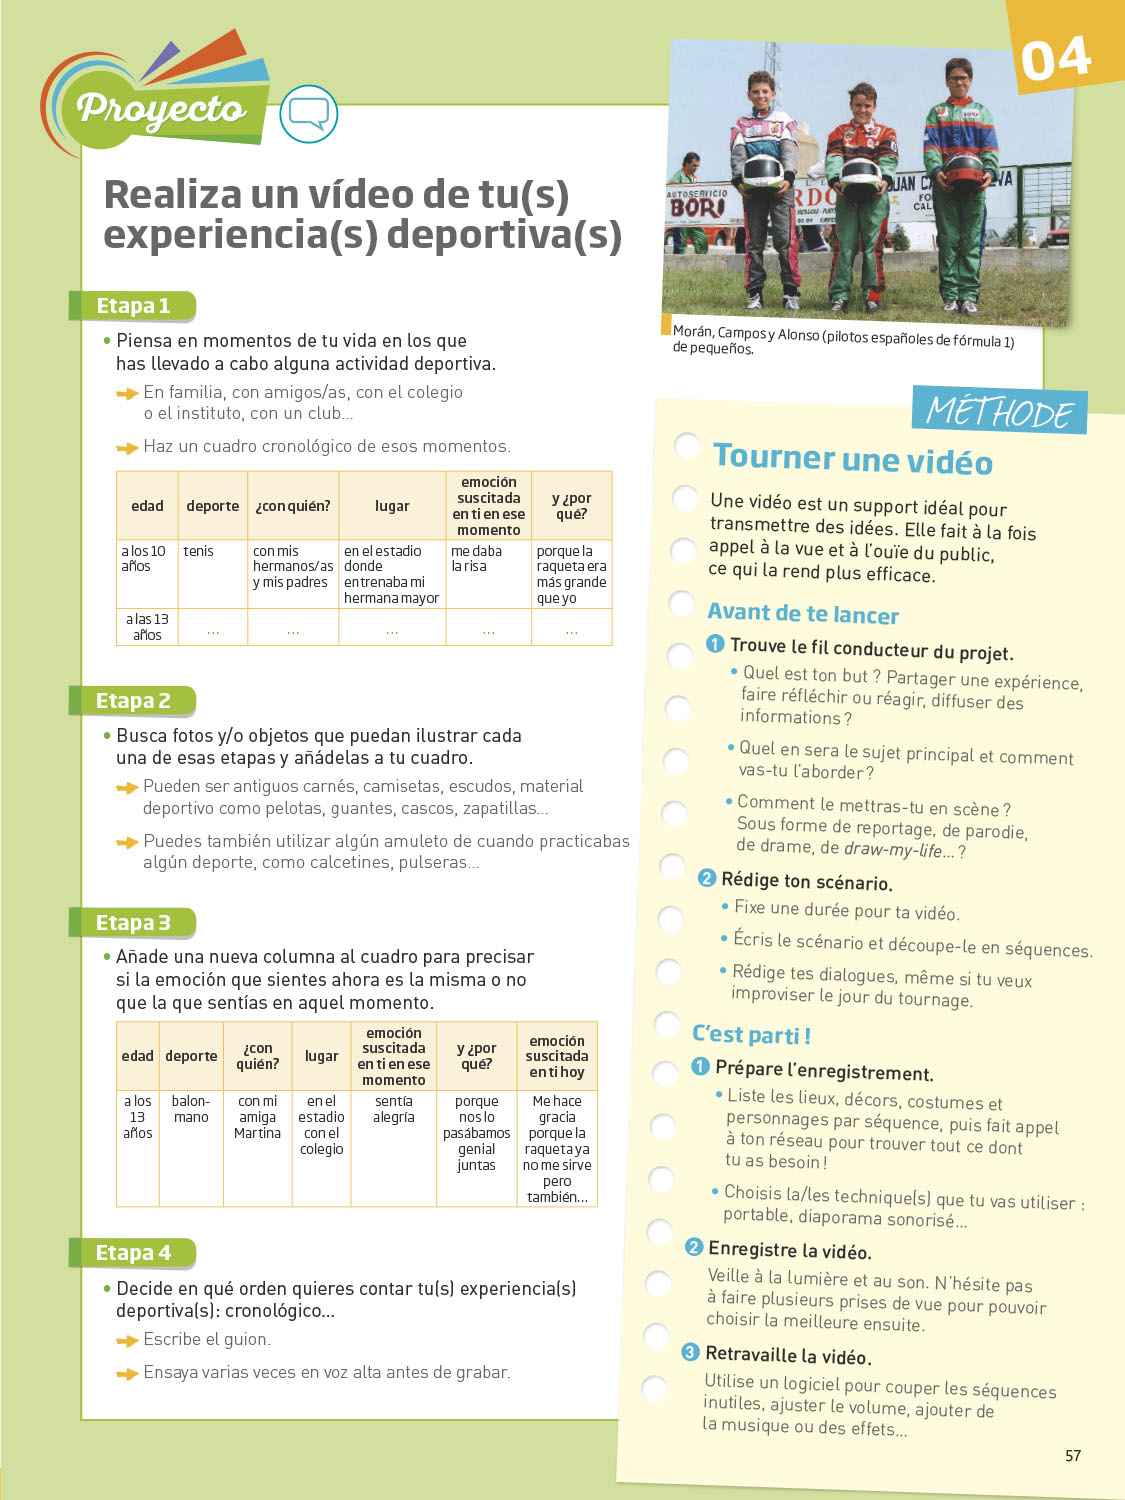 04
Proyecto
Realiza un vídeo de tu(s)
experiencia(s) deportiva(s)
AUTOSERVICIO
BORI
Morán, Campos y Alonso (pilotos españoles de fórmula 1)
de pequeños.
Etapa 1
• Piensa en momentos de tu vida en los que
has llevado a cabo alguna actividad deportiva.
En familia, con amigos/as, con el colegio
o el instituto, con un club...
Haz un cuadro cronológico de esos momentos.
edad deporte ¿con quién? lugar emoción suscitada en ti en ese momento y ¿por qué?
a los 10 años tenis con mis hermanos/as y mis padres en el estadio donde entrenaba mi hermana mayor me daba la risa porque la raqueta era más grande que yo
a las 13 años ... ... ... ... ...
Etapa 2
• Busca fotos y/o objetos que puedan ilustrar cada
una de esas etapas y añádelas a tu cuadro.
Pueden ser antiguos carnés, camisetas, escudos, material
deportivo como pelotas, guantes, cascos, zapatillas...
Puedes también utilizar algún amuleto de cuando practicabas
algún deporte, como calcetines, pulseras...
Etapa 3
• Añade una nueva columna al cuadro para precisar
si la emoción que sientes ahora es la misma o no
que la que sentías en aquel momento.
edad deporte ¿con quién? lugar emoción suscitada en ti en ese momento y ¿por qué? emoción suscitada en ti hoy
a los 13 años balon-mano con mi amiga Martina en el estadio con el colegio sentía alegría porque nos lo pasábamos genial juntas Me hace gracia porque la raqueta ya no me sirve pero también...
Etapa 4
• Decide en qué orden quieres contar tu(s) experiencia(s)
deportiva(s): cronológico...
Escribe el guion.
Ensaya varias veces en voz alta antes de grabar.
MÉTHODE
Tourner une vidéo
Une vidéo est un support idéal pour
transmettre des idées. Elle fait à la fois
appel à la vue et à l'ouïe du public,
ce qui la rend plus efficace.
Avant de te lancer
1 Trouve le fil conducteur du projet.
• Quel est ton but ? Partager une expérience,
faire réfléchir ou réagir, diffuser des
informations ?
• Quel en sera le sujet principal et comment
vas-tu l'aborder ?
• Comment le mettras-tu en scène ?
Sous forme de reportage, de parodie,
de drame, de draw-my-life... ?
2 Rédige ton scénario.
• Fixe une durée pour ta vidéo.
• Écris le scénario et découpe-le en séquences.
• Rédige tes dialogues, même si tu veux
improviser le jour du tournage.
C'est parti !
1 Prépare l'enregistrement.
• Liste les lieux, décors, costumes et
personnages par séquence, puis fait appel
à ton réseau pour trouver tout ce dont
tu as besoin !
• Choisis la/les technique(s) que tu vas utiliser :
portable, diaporama sonorisé...
2 Enregistre la vidéo.
Veille à la lumière et au son. N'hésite pas
à faire plusieurs prises de vue pour pouvoir
choisir la meilleure ensuite.
3 Retravaille la vidéo.
Utilise un logiciel pour couper les séquences
inutiles, ajuster le volume, ajouter de
la musique ou des effets...
57